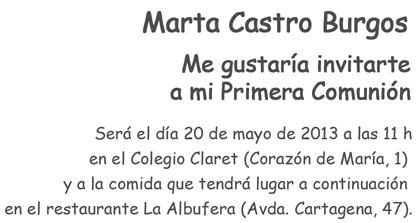 Marta Castro Burgos
Me gustaría invitarte
a mi Primera Comunión
Será el día 20 de mayo de 2013 a las 11 h
en el Colegio Claret (Corazón de María, 1)
y a la comida que tendrá lugar a continuación
en el restaurante La Albufera (Avda. Cartagena, 47).